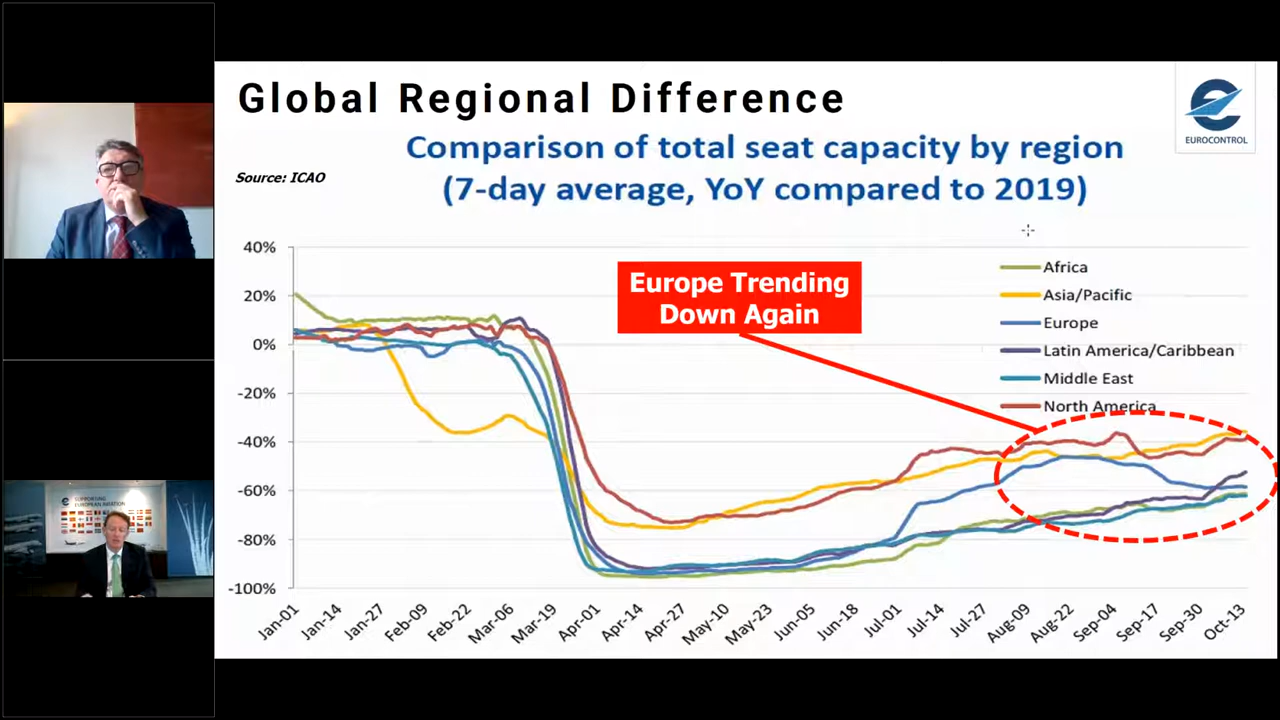 Global Regional Difference
EUROCONTROL
Comparison of total seat capacity by region
Source: ICAO
(7-day average, YoY compared to 2019)
40%
20%
0%
-20%
-40%
-60%
-80%
-100%
Europe Trending
Down Again
Africa
Asia/Pacific
Europe
Latin America/Caribbean
Middle East
North America
Jan-01
Jan-14
Jan-27
Feb-09
Feb-22
Mar-06
Mar-19
Apr-01
Apr-14
Apr-27
May-10
May-23
Jun-05
Jun-18
Jul-01
Jul-14
Jul-27
Aug-09
Aug-22
Sep-04
Sep-17
Sep-30
Oct-13
SUPPORTING
EUROPEAN AVIATION